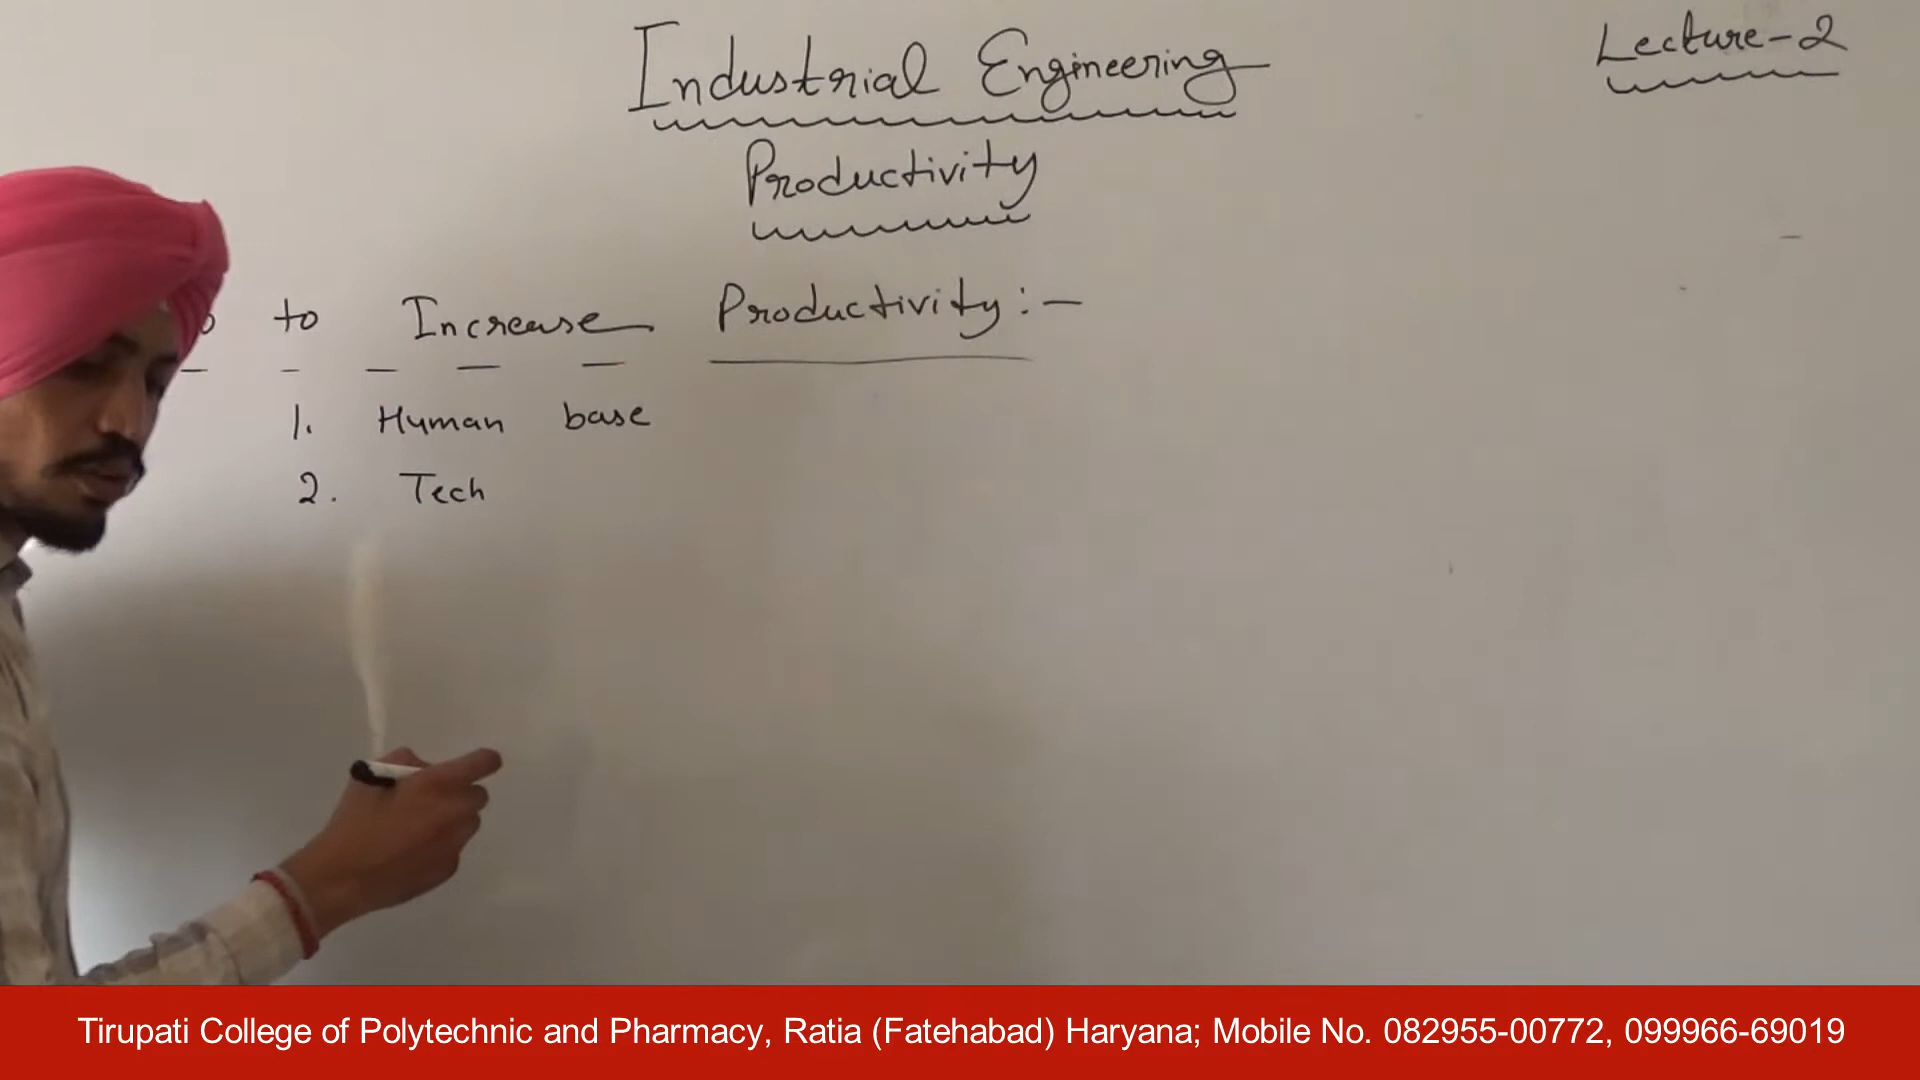 Industrial Engineering
Lecture-2
Productivity
to Increase Productivity:-
1. Human base
2. Tech
Tirupati College of Polytechnic and Pharmacy, Ratia (Fatehabad) Haryana; Mobile No. 082955-00772, 099966-69019